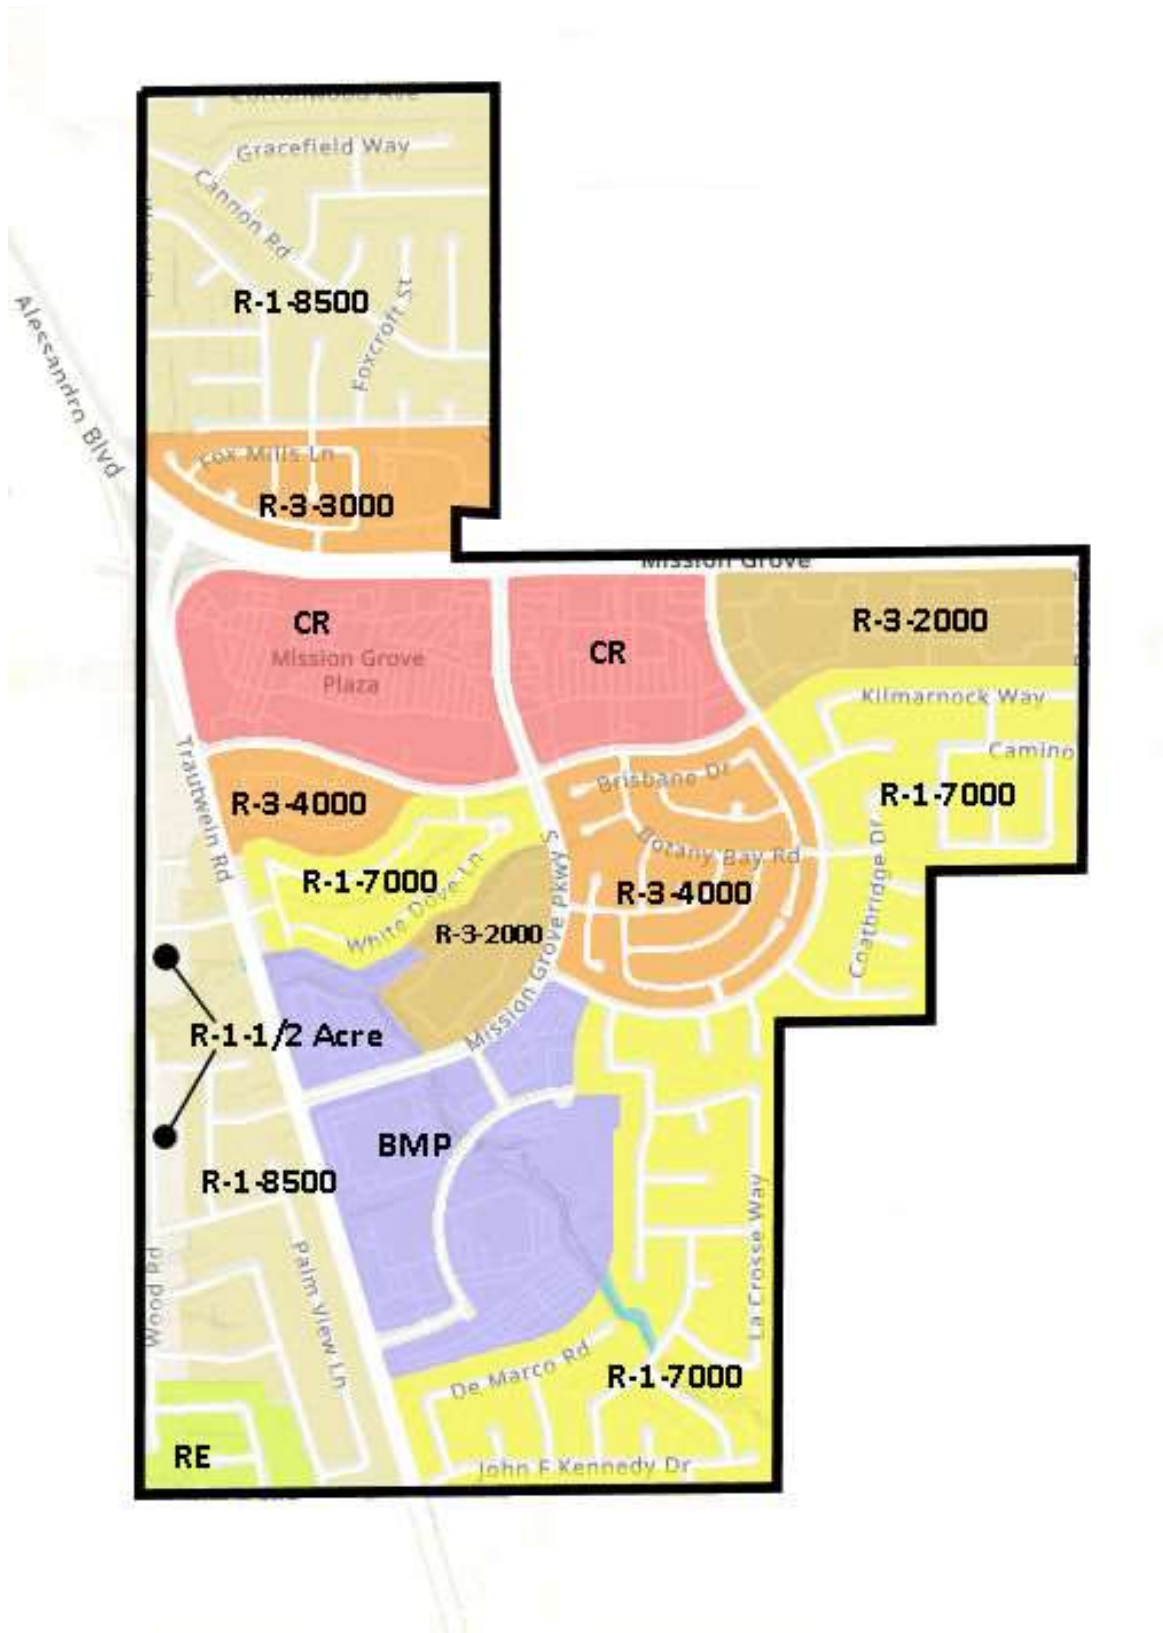 Cottonwood Ave
Gracefield Way
Cannon Rd
R-1-8500
Foxcroft St
Alessandro Blvd
Fox Mills Ln
R-3-3000
Mission Grove
CR
Mission Grove
Plaza
CR
R-3-2000
Kilmarnock Way
Camino
Trautwein Rd
R-3-4000
Brisbane Dr
R-1-7000
Botany Bay Rd
R-1-7000
White Dove Ln
R-3-4000
Coatbridge Dr
R-3-2000
Mission Grove Pkwy S
R-1-1/2 Acre
BMP
R-1-8500
Wood Rd
Palm View Ln
La Crosse Way
De Marco Rd
R-1-7000
RE
John F Kennedy Dr